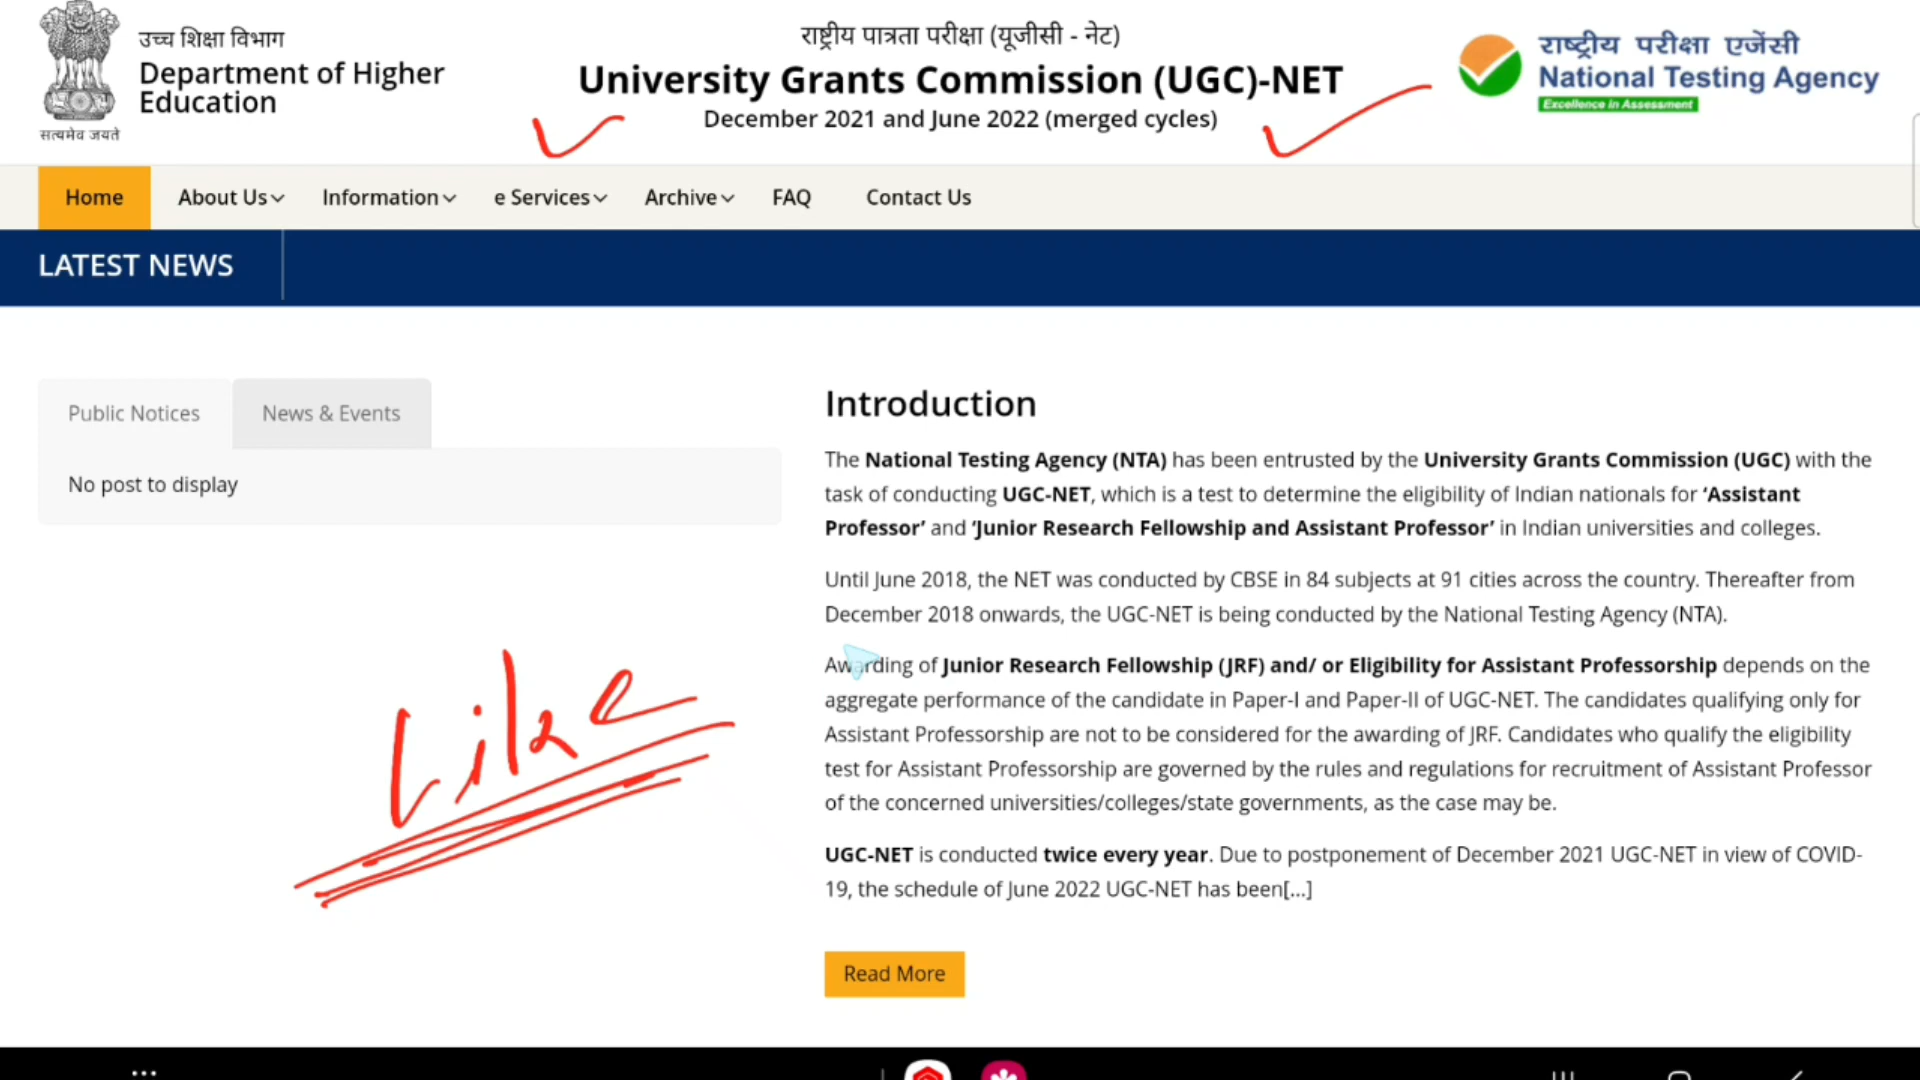 उच्च शिक्षा विभाग
Department of Higher
Education
सत्यमेव जयते
राष्ट्रीय पात्रता परीक्षा (यूजीसी - नेट)
University Grants Commission (UGC)-NET
December 2021 and June 2022 (merged cycles)
राष्ट्रीय परीक्षा एजेंसी
National Testing Agency
Excellence in Assessment
Home About Us Information e Services Archive FAQ Contact Us
LATEST NEWS
Public Notices News & Events
No post to display
Like
Introduction
The National Testing Agency (NTA) has been entrusted by the University Grants Commission (UGC) with the
task of conducting UGC-NET, which is a test to determine the eligibility of Indian nationals for ‘Assistant
Professor’ and ‘Junior Research Fellowship and Assistant Professor’ in Indian universities and colleges.
Until June 2018, the NET was conducted by CBSE in 84 subjects at 91 cities across the country. Thereafter from
December 2018 onwards, the UGC-NET is being conducted by the National Testing Agency (NTA).
Awarding of Junior Research Fellowship (JRF) and/ or Eligibility for Assistant Professorship depends on the
aggregate performance of the candidate in Paper-I and Paper-II of UGC-NET. The candidates qualifying only for
Assistant Professorship are not to be considered for the awarding of JRF. Candidates who qualify the eligibility
test for Assistant Professorship are governed by the rules and regulations for recruitment of Assistant Professor
of the concerned universities/colleges/state governments, as the case may be.
UGC-NET is conducted twice every year. Due to postponement of December 2021 UGC-NET in view of COVID-
19, the schedule of June 2022 UGC-NET has been[...]
Read More